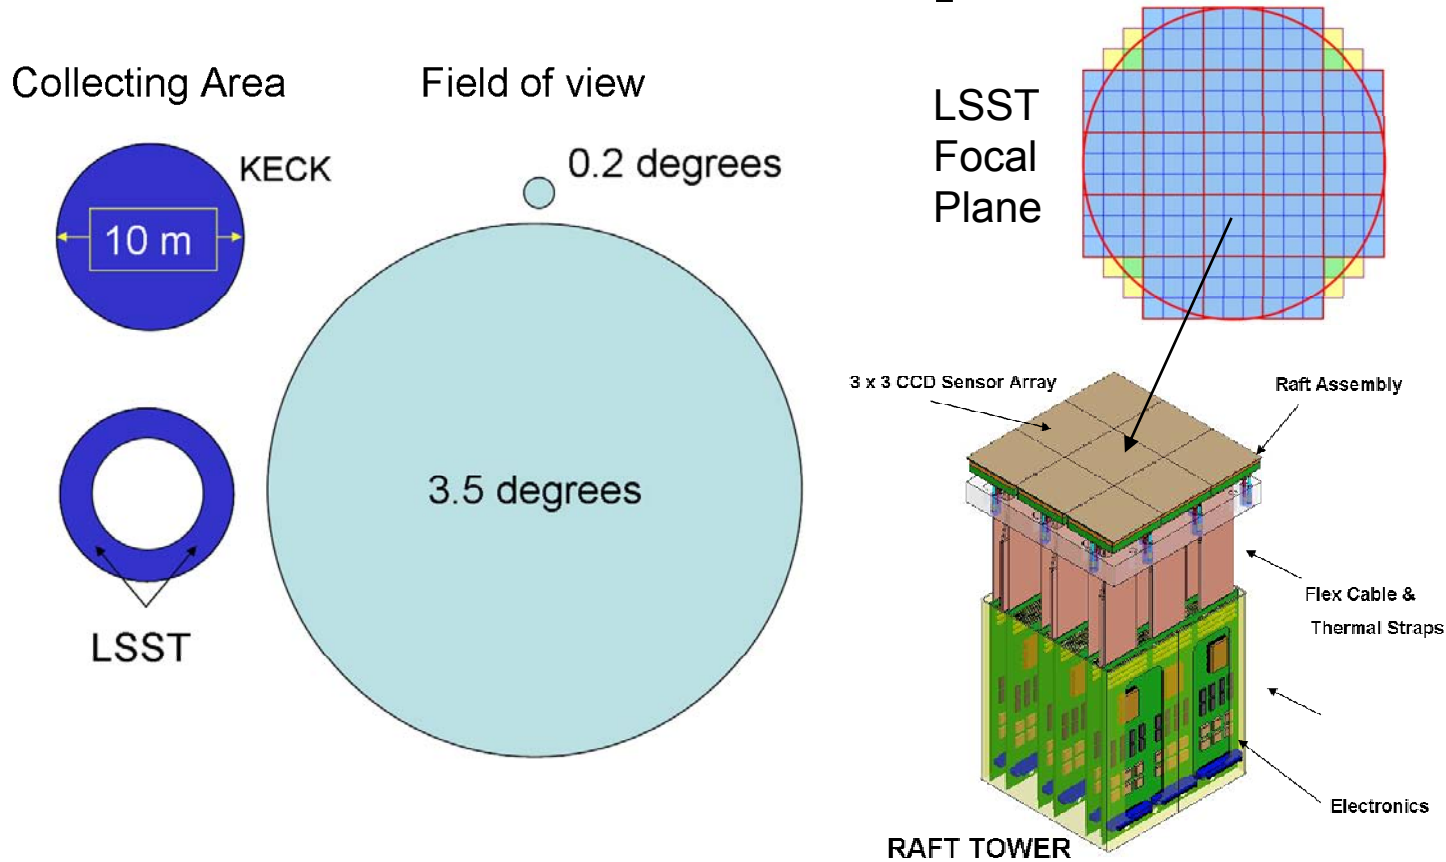 Collecting Area
Field of view
KECK
0.2 degrees
10 m
3.5 degrees
LSST
LSST
Focal
Plane
3 x 3 CCD Sensor Array
Raft Assembly
Flex Cable &
Thermal Straps
Electronics
RAFT TOWER